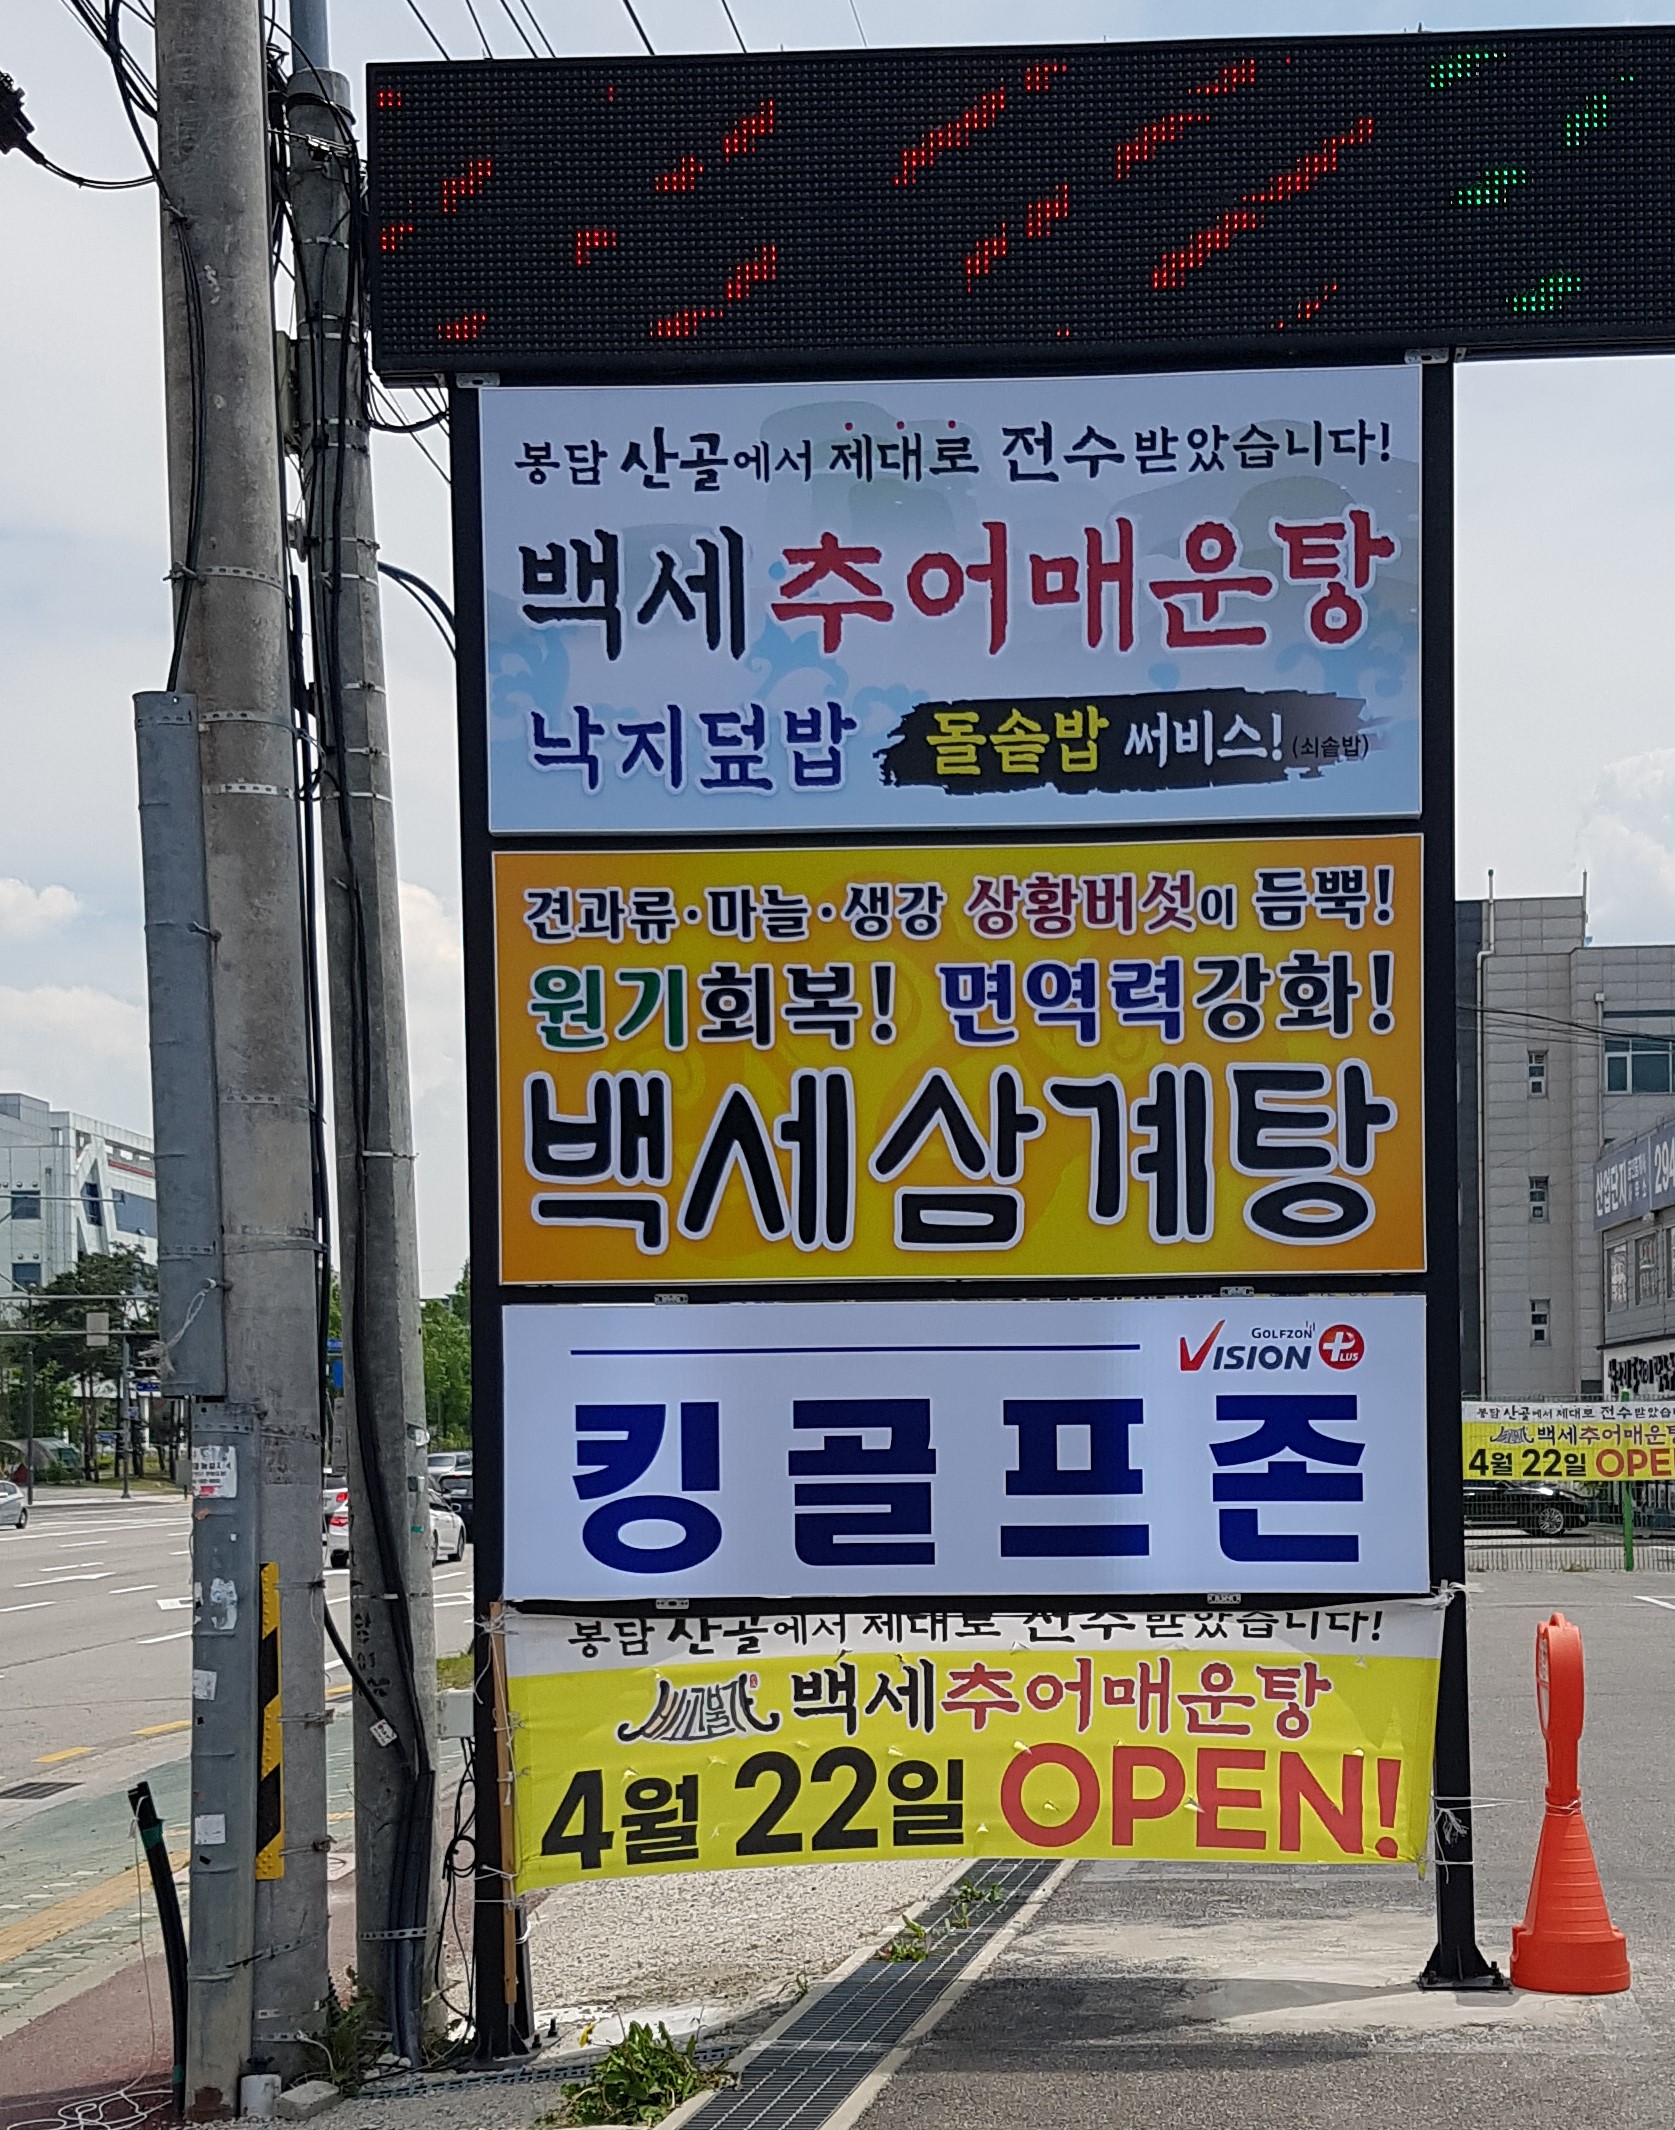 봉담 산골에서 제대로 전수받았습니다!
백세추어매운탕
낙지덮밥 돌솥밥 써비스! (쇠솥밥)
견과류·마늘·생강 상황버섯이 듬뿍!
원기회복! 면역력강화!
백세삼계탕
GOLFZON
VISION PLUS
킹골프존
봉담 산골에서 제대로 전수받았습니다!
백세추어매운탕
4월 22일 OPEN!
산업단지
294
봉담 산골에서 제대로 전수받았습
백세추어매운탕
4월 22일 OPE